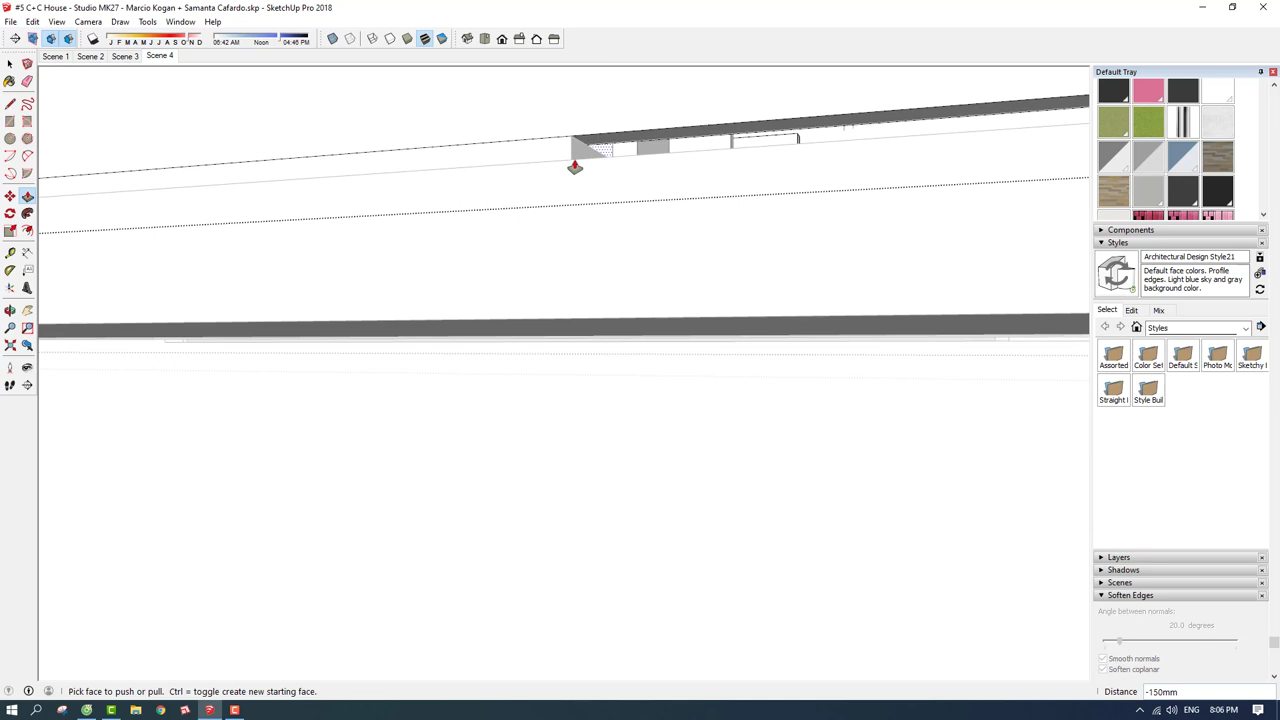 #5 C+C House - Studio MK27 - Marcio Kogan + Samanta Cafardo.skp - SketchUp Pro 2018
File Edit View Camera Draw Tools Window Help
J F M A M J J A S O N D 05:42 AM Noon 04:46 PM
Scene 1 Scene 2 Scene 3 Scene 4
Default Tray
Components
Styles
Architectural Design Style21
Default face colors. Profile
edges. Light blue sky and gray
background color.
Select Edit Mix
Styles
Assorted Color Set Default S Photo Mo Sketchy I
Straight I Style Buil
Layers
Shadows
Scenes
Soften Edges
Angle between normals:
20.0 degrees
Smooth normals
Soften coplanar
Pick face to push or pull. Ctrl = toggle create new starting face.
Distance -150mm
ENG 8:06 PM